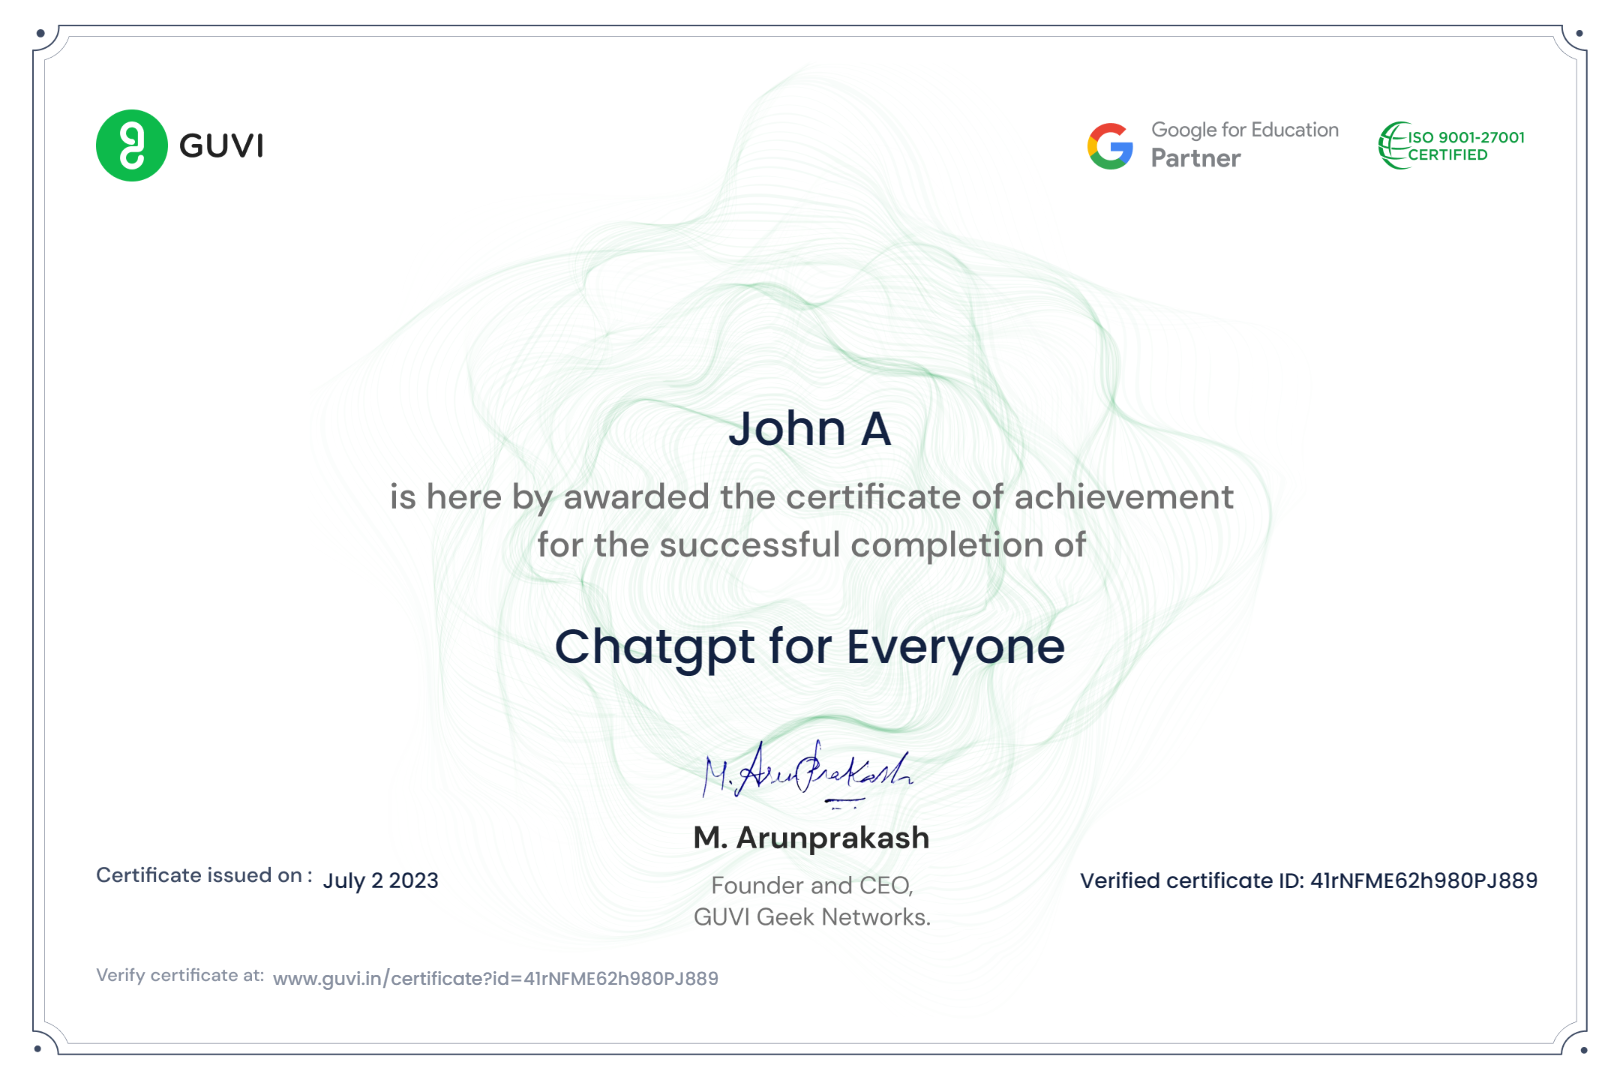 GUVI
Google for Education
Partner
ISO 9001-27001
CERTIFIED
John A
is here by awarded the certificate of achievement
for the successful completion of
Chatgpt for Everyone
M. Arunprakash
M. Arunprakash
Founder and CEO,
GUVI Geek Networks.
Certificate issued on : July 2 2023
Verified certificate ID: 41rNFME62h980PJ889
Verify certificate at: www.guvi.in/certificate?id=41rNFME62h980PJ889